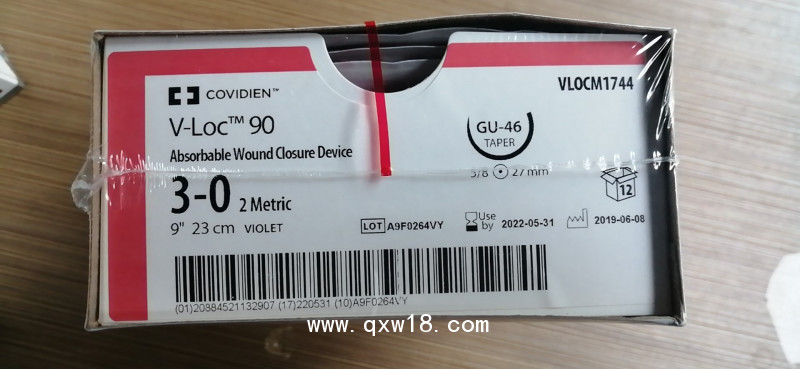 COVIDIEN™
VLOCM1744
V-Loc™ 90
Absorbable Wound Closure Device
GU-46
TAPER
3/8 27mm
3-0 2 Metric
12
9" 23 cm VIOLET
LOT A9F0264VY
Use by 2022-05-31
2019-06-08
(01)20884521132907 (17)220531 (10)A9F0264VY
www.qxw18.com